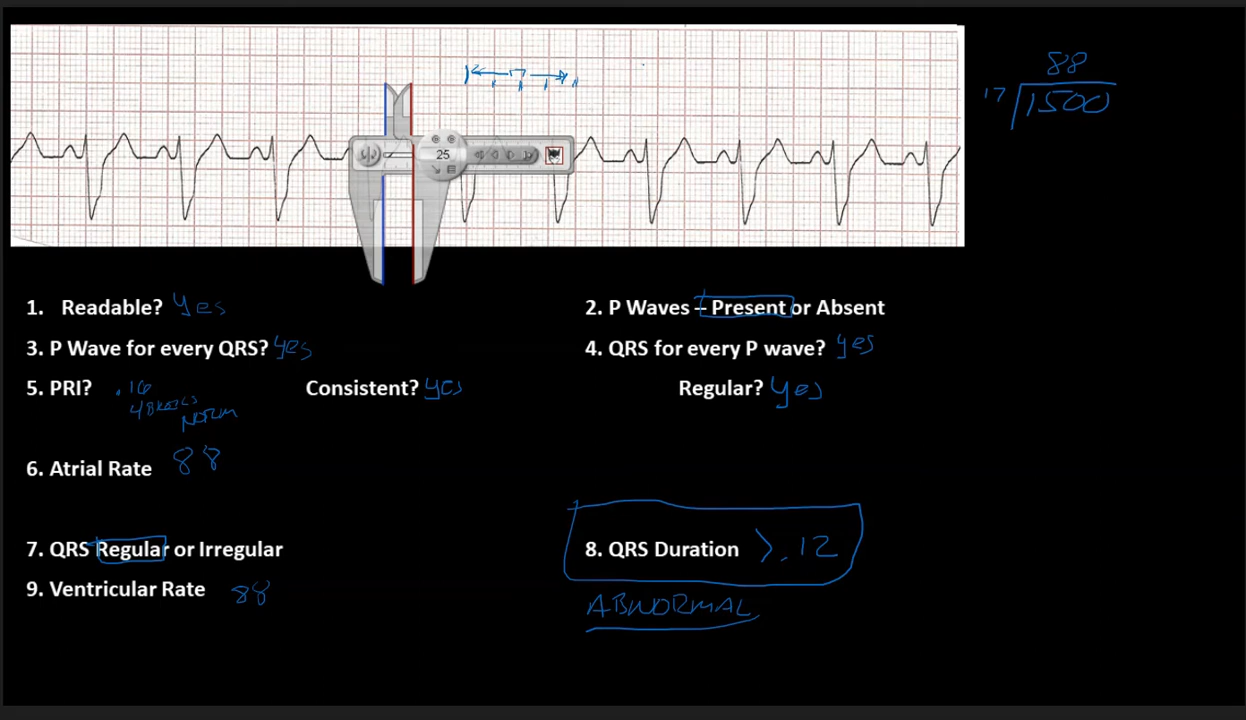 17
88
17 1500
25
1. Readable? Yes
2. P Waves – Present or Absent
3. P Wave for every QRS? yes
4. QRS for every P wave? yes
5. PRI? .16 Consistent? yes Regular? Yes
6. Atrial Rate 88
7. QRS Regular or Irregular
8. QRS Duration >.12
9. Ventricular Rate 88
ABNORMAL